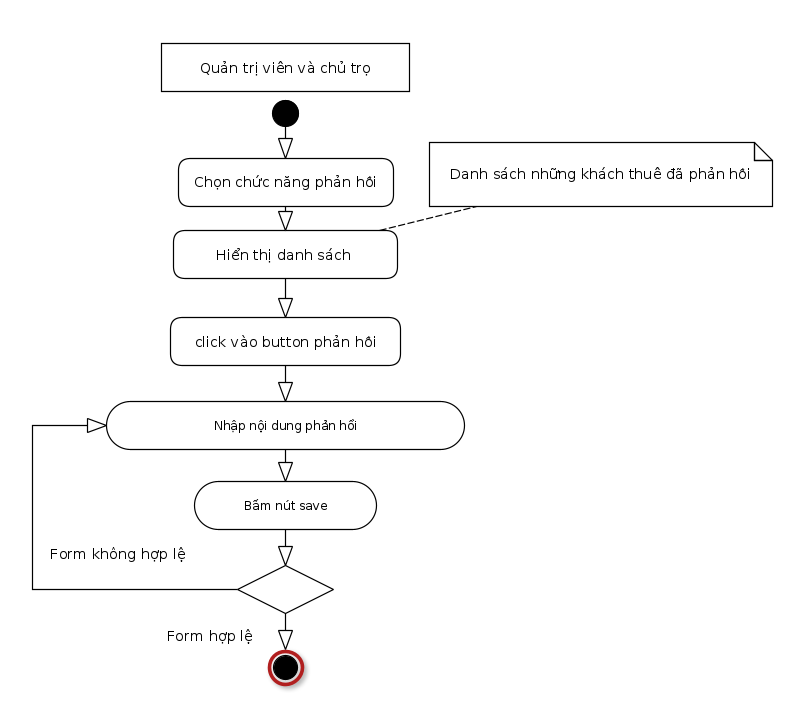 Quản trị viên và chủ trọ
Chọn chức năng phản hồi
Danh sách những khách thuê đã phản hồi
Hiển thị danh sách
click vào button phản hồi
Nhập nội dung phản hồi
Bấm nút save
Form không hợp lệ
Form hợp lệ